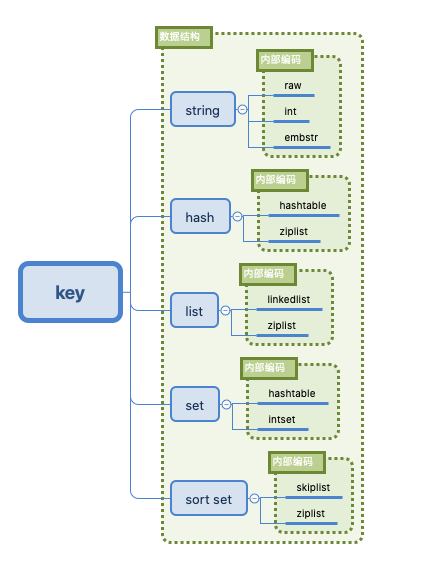 数据结构
内部编码
raw
string
int
embstr
内部编码
hashtable
hash
ziplist
key
内部编码
linkedlist
list
ziplist
内部编码
hashtable
set
intset
内部编码
skiplist
sort set
ziplist